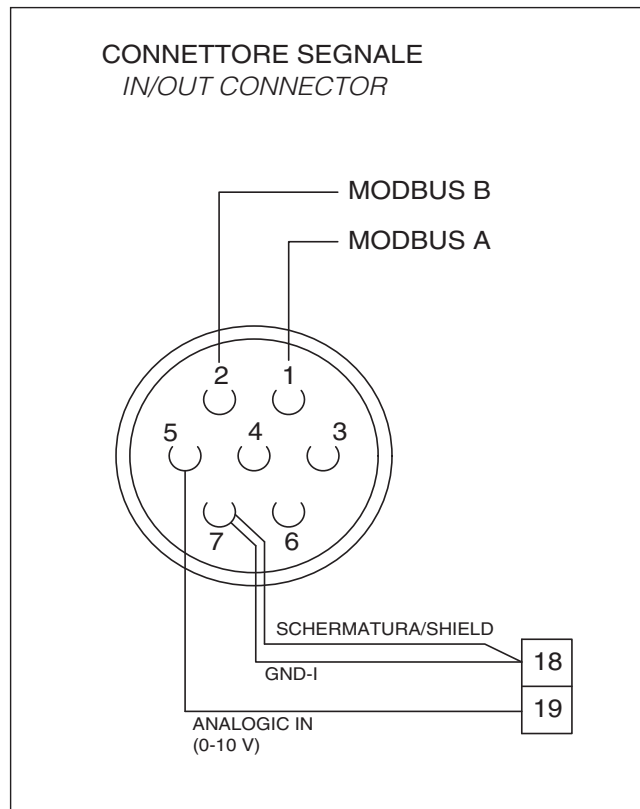 CONNETTORE SEGNALE
IN/OUT CONNECTOR
MODBUS B
MODBUS A
2 1
5 4 3
7 6
SCHERMATURA/SHIELD
18
GND-I
19
ANALOGIC IN
(0-10 V)